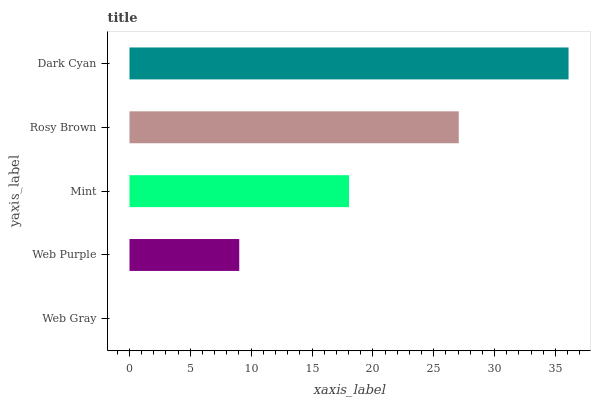 title
Dark Cyan
Rosy Brown
Mint
Web Purple
Web Gray
yaxis_label
0 5 10 15 20 25 30 35
xaxis_label